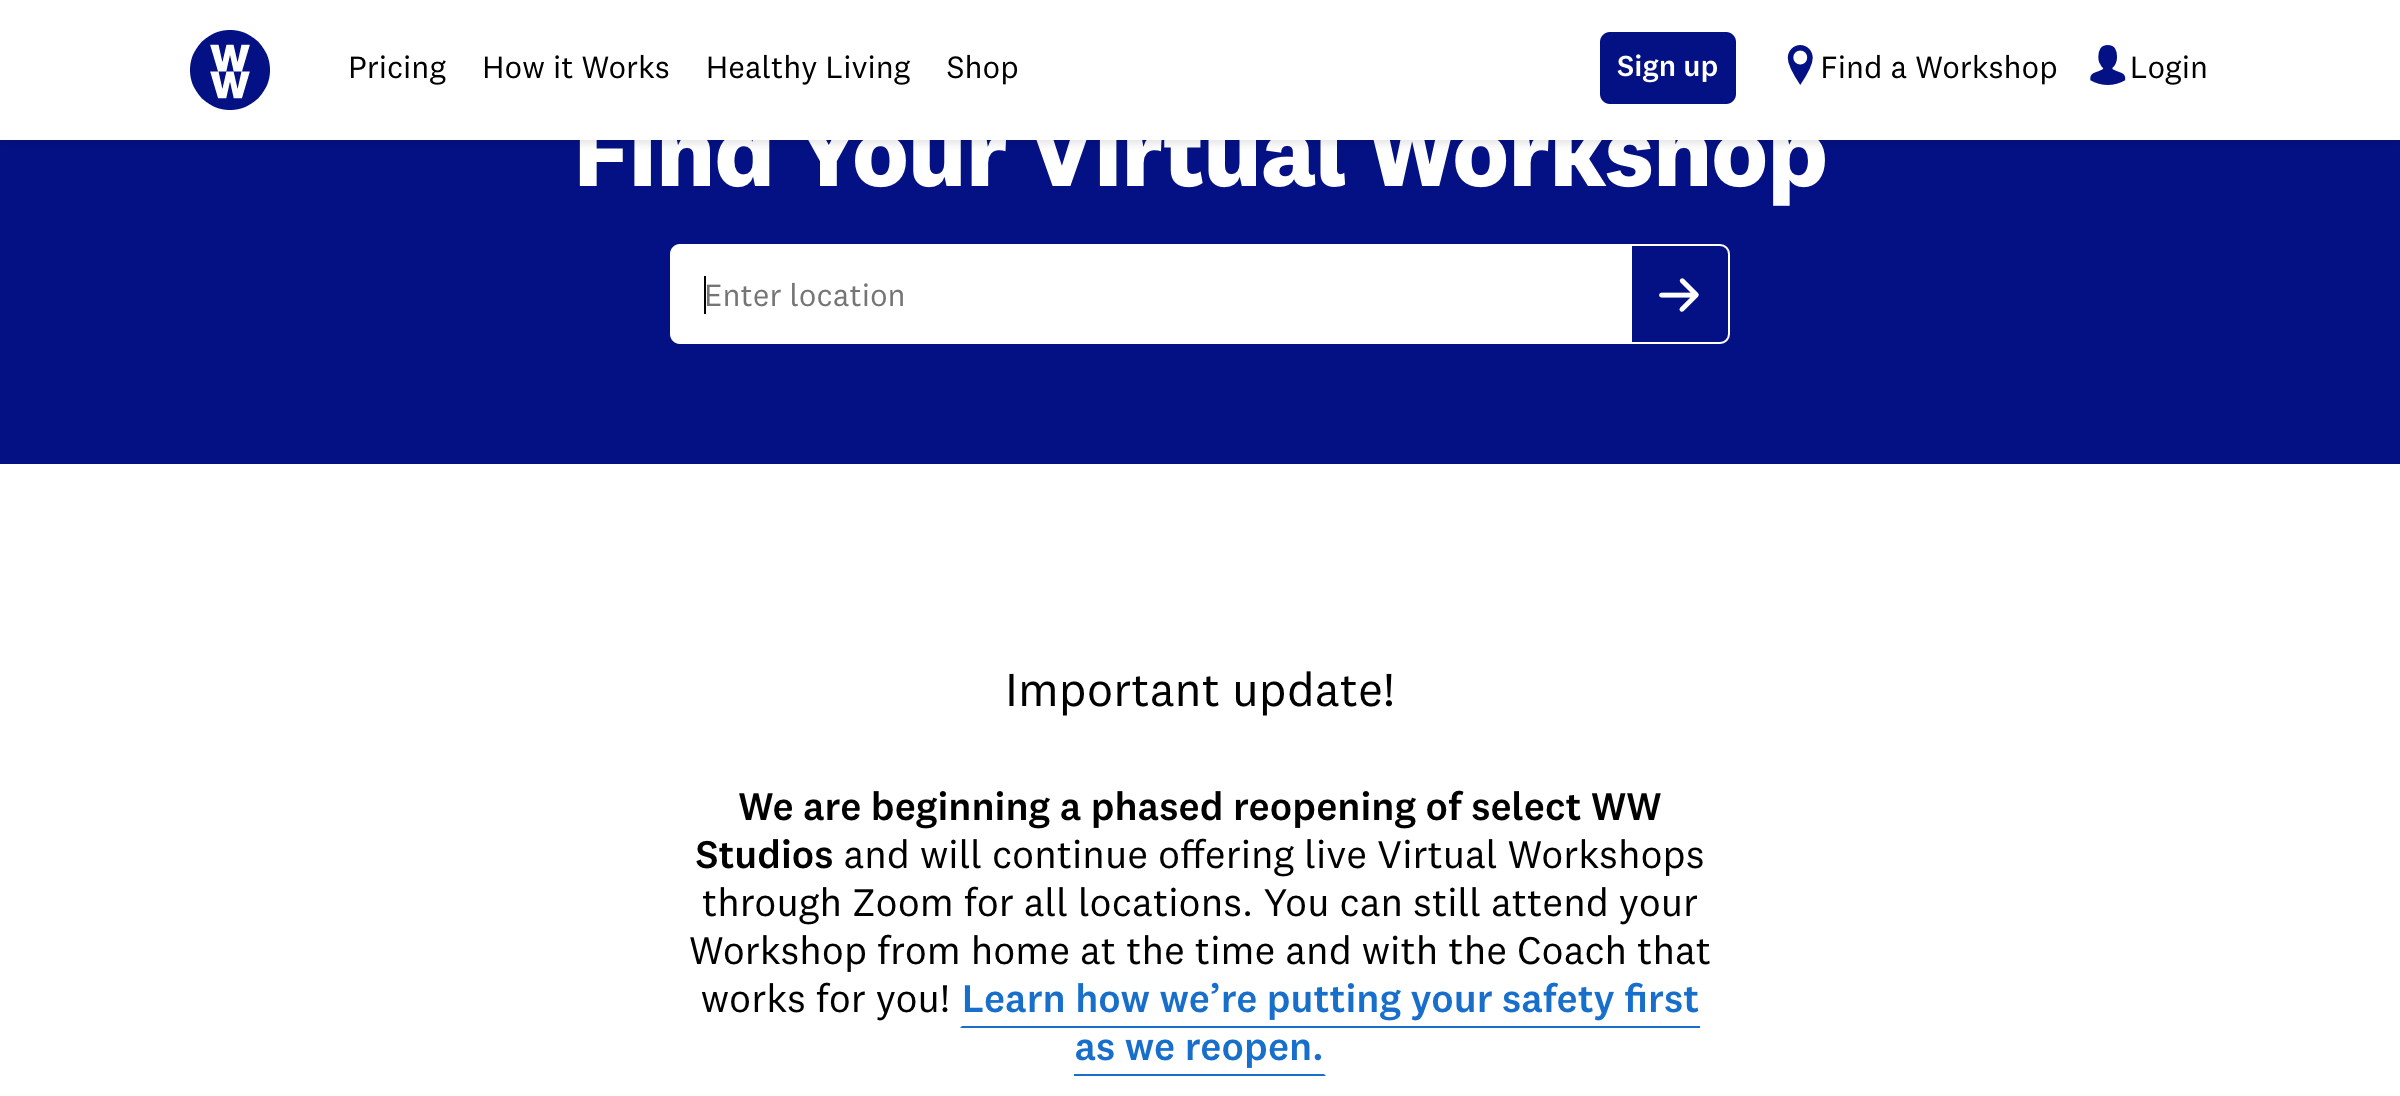 W
W
Pricing How it Works Healthy Living Shop Sign up Find a Workshop Login
Find Your Virtual Workshop
Enter location
Important update!
We are beginning a phased reopening of select WW
Studios and will continue offering live Virtual Workshops
through Zoom for all locations. You can still attend your
Workshop from home at the time and with the Coach that
works for you! Learn how we’re putting your safety first
as we reopen.